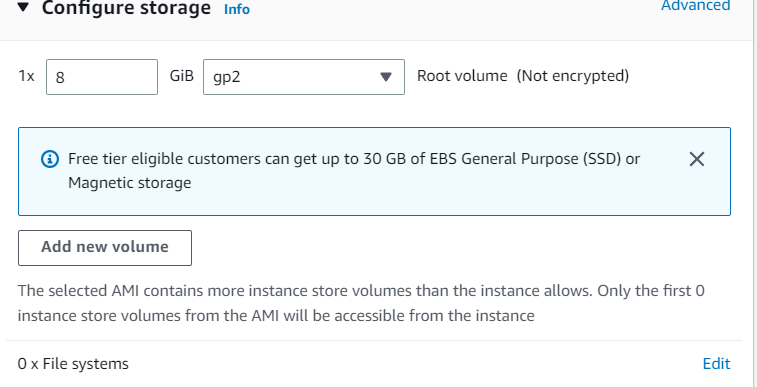 Configure storage Info Advanced
1x 8 GiB gp2 Root volume (Not encrypted)
Free tier eligible customers can get up to 30 GB of EBS General Purpose (SSD) or
Magnetic storage
Add new volume
The selected AMI contains more instance store volumes than the instance allows. Only the first 0
instance store volumes from the AMI will be accessible from the instance
0 x File systems Edit